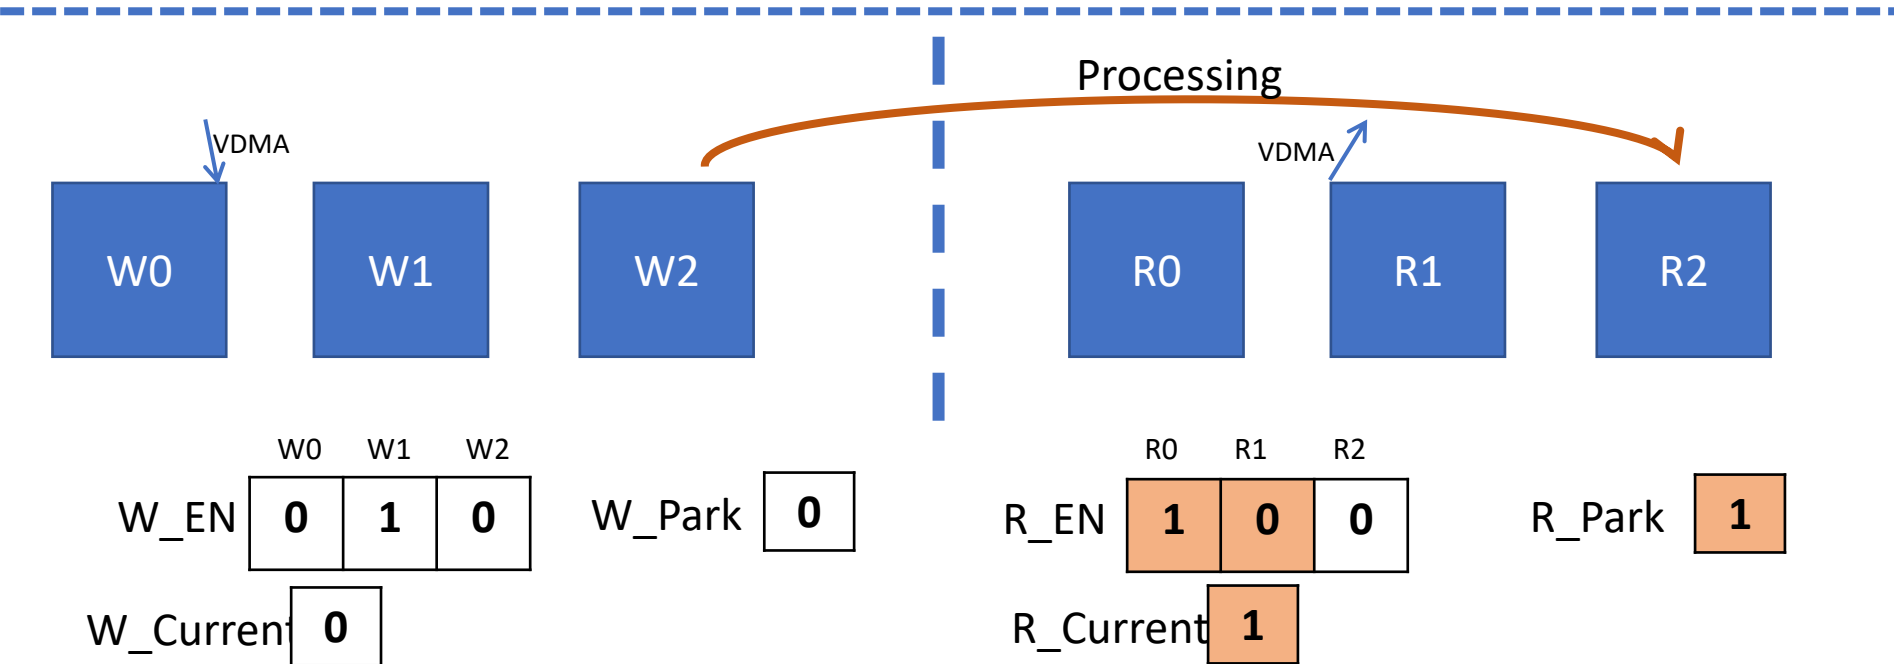 Processing
VDMA
VDMA
W0 W1 W2 R0 R1 R2
W0 W1 W2
R0 R1 R2
W_EN 0 1 0
W_Park 0
R_EN 1 0 0
R_Park 1
W_Current 0
R_Current 1